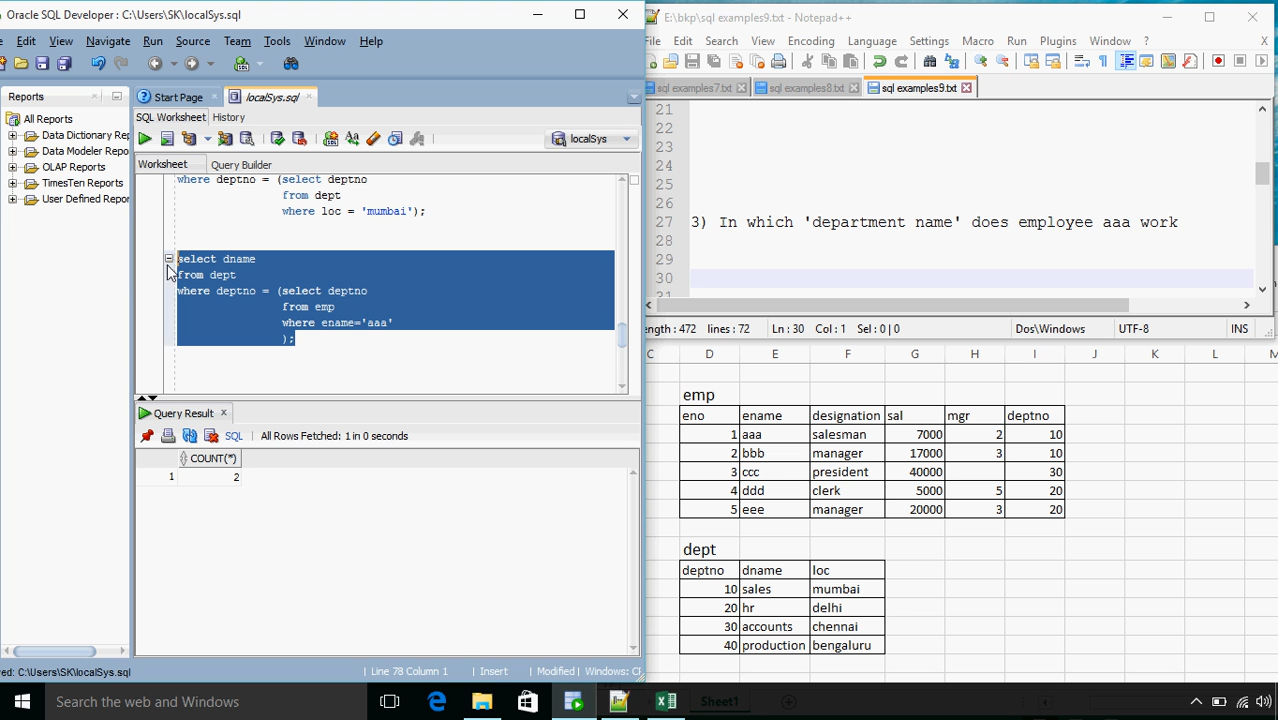 Oracle SQL Developer : C:\Users\SK\localSys.sql
Edit View Navigate Run Source Team Tools Window Help
Reports
Start Page
localSys.sql
All Reports
Data Dictionary Rep
Data Modeler Repo
OLAP Reports
TimesTen Reports
User Defined Repor
SQL Worksheet History
localSys
Worksheet Query Builder
where deptno = (select deptno
from dept
where loc = 'mumbai');
select dname
from dept
where deptno = (select deptno
from emp
where ename='aaa'
);
Query Result x
SQL All Rows Fetched: 1 in 0 seconds
COUNT(*)
1 2
ed: C:\Users\SK\localSys.sql
Line 78 Column 1 Insert Modified Windows: CF
E:\bkp\sql examples9.txt - Notepad++
File Edit Search View Encoding Language Settings Macro Run Plugins Window ? X
sql examples7.txt sql examples8.txt sql examples9.txt
21
22
23
24
25
26
27 3) In which 'department name' does employee aaa work
28
29
30
31
ength : 472 lines : 72 Ln : 30 Col : 1 Sel : 0 | 0 Dos\Windows UTF-8 INS
C D E F G H I J K L M
emp
eno ename designation sal mgr deptno
1 aaa salesman 7000 2 10
2 bbb manager 17000 3 10
3 ccc president 40000 30
4 ddd clerk 5000 5 20
5 eee manager 20000 3 20
dept
deptno dname loc
10 sales mumbai
20 hr delhi
30 accounts chennai
40 production bengaluru
Sheet1
Search the web and Windows